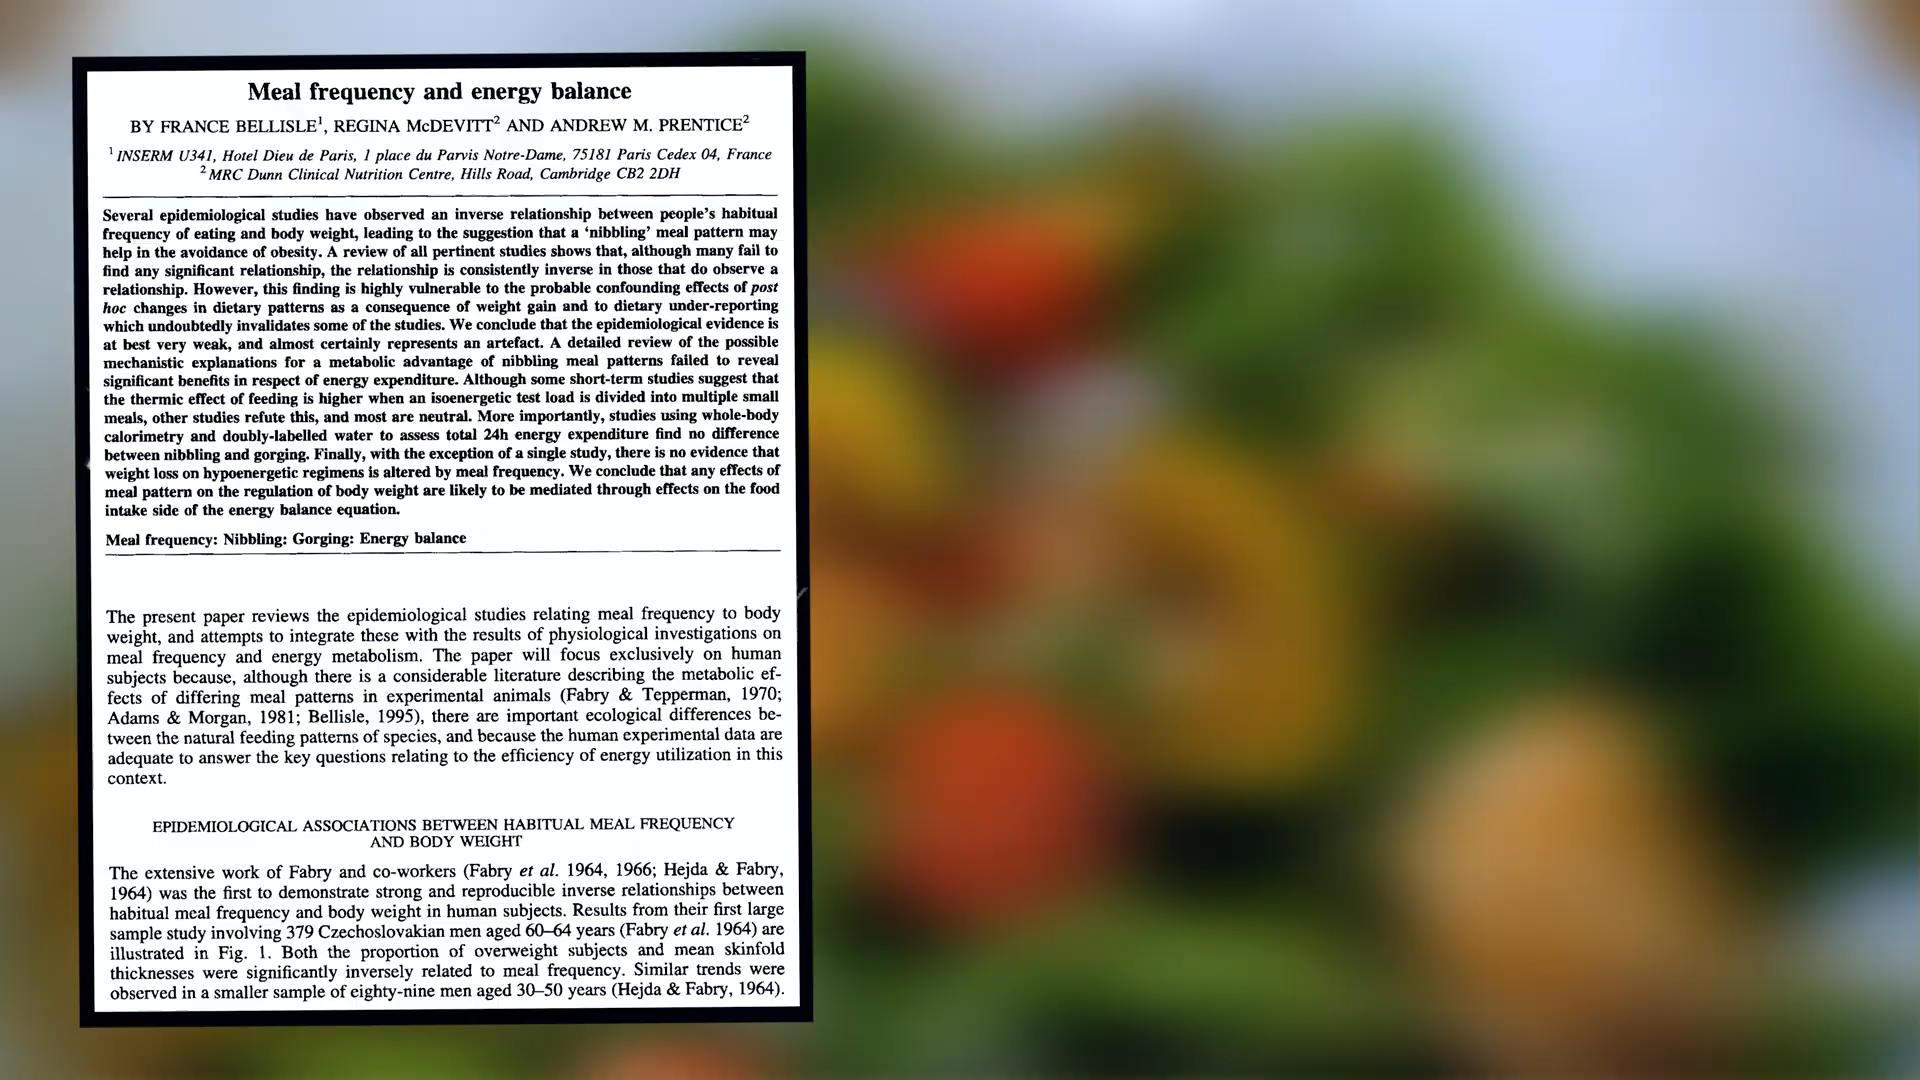 Meal frequency and energy balance
BY FRANCE BELLISLE1, REGINA McDEVITT2 AND ANDREW M. PRENTICE2
1 INSERM U341, Hotel Dieu de Paris, 1 place du Parvis Notre-Dame, 75181 Paris Cedex 04, France
2 MRC Dunn Clinical Nutrition Centre, Hills Road, Cambridge CB2 2DH
Several epidemiological studies have observed an inverse relationship between people's habitual
frequency of eating and body weight, leading to the suggestion that a 'nibbling' meal pattern may
help in the avoidance of obesity. A review of all pertinent studies shows that, although many fail to
find any significant relationship, the relationship is consistently inverse in those that do observe a
relationship. However, this finding is highly vulnerable to the probable confounding effects of post
hoc changes in dietary patterns as a consequence of weight gain and to dietary under-reporting
which undoubtedly invalidates some of the studies. We conclude that the epidemiological evidence is
at best very weak, and almost certainly represents an artefact. A detailed review of the possible
mechanistic explanations for a metabolic advantage of nibbling meal patterns failed to reveal
significant benefits in respect of energy expenditure. Although some short-term studies suggest that
the thermic effect of feeding is higher when an isoenergetic test load is divided into multiple small
meals, other studies refute this, and most are neutral. More importantly, studies using whole-body
calorimetry and doubly-labelled water to assess total 24h energy expenditure find no difference
between nibbling and gorging. Finally, with the exception of a single study, there is no evidence that
weight loss on hypoenergetic regimens is altered by meal frequency. We conclude that any effects of
meal pattern on the regulation of body weight are likely to be mediated through effects on the food
intake side of the energy balance equation.
Meal frequency: Nibbling: Gorging: Energy balance
The present paper reviews the epidemiological studies relating meal frequency to body
weight, and attempts to integrate these with the results of physiological investigations on
meal frequency and energy metabolism. The paper will focus exclusively on human
subjects because, although there is a considerable literature describing the metabolic ef-
fects of differing meal patterns in experimental animals (Fabry & Tepperman, 1970;
Adams & Morgan, 1981; Bellisle, 1995), there are important ecological differences be-
tween the natural feeding patterns of species, and because the human experimental data are
adequate to answer the key questions relating to the efficiency of energy utilization in this
context.
EPIDEMIOLOGICAL ASSOCIATIONS BETWEEN HABITUAL MEAL FREQUENCY
AND BODY WEIGHT
The extensive work of Fabry and co-workers (Fabry et al. 1964, 1966; Hejda & Fabry,
1964) was the first to demonstrate strong and reproducible inverse relationships between
habitual meal frequency and body weight in human subjects. Results from their first large
sample study involving 379 Czechoslovakian men aged 60–64 years (Fabry et al. 1964) are
illustrated in Fig. 1. Both the proportion of overweight subjects and mean skinfold
thicknesses were significantly inversely related to meal frequency. Similar trends were
observed in a smaller sample of eighty-nine men aged 30–50 years (Hejda & Fabry, 1964).